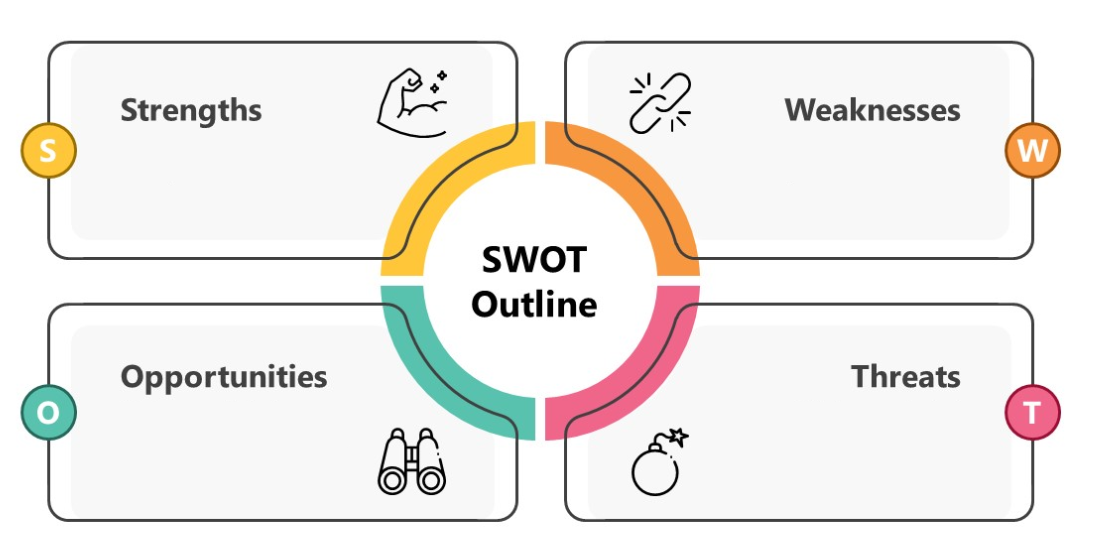 Strengths
S
Weaknesses
W
SWOT
Outline
Opportunities
O
Threats
T